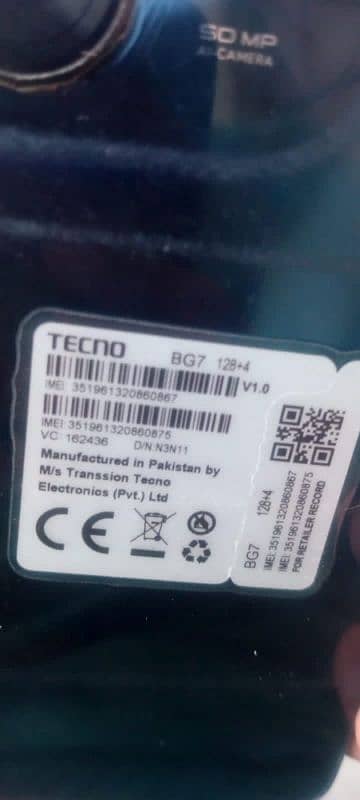 50 MP
AI CAMERA
TECNO
BG7 128+4
V1.0
IMEI: 351961320860867
IMEI: 351961320860875
VC: 162436 D/N:N3N11
Manufactured in Pakistan by
M/s Transsion Tecno
Electronics (Pvt.) Ltd
CE
BG7 128+4
IMEI: 351961320860867
IMEI: 351961320860875
FOR RETAILER RECORD